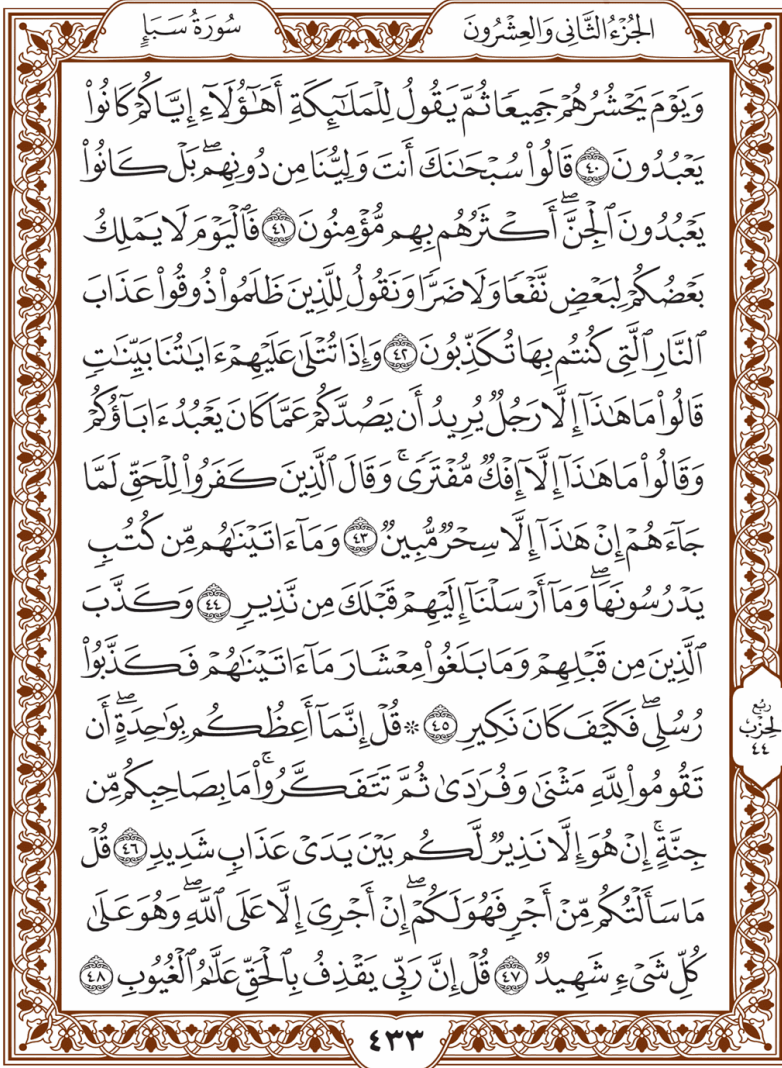 الجُزْءُ الثَّانِي وَالعِشْرُونَ
سُورَةُ سَبَإٍ
وَيَوْمَ يَحْشُرُهُمْ جَمِيعًا ثُمَّ يَقُولُ لِلْمَلَـٰٓئِكَةِ أَهَـٰٓؤُلَآءِ إِيَّاكُمْ كَانُوا۟
يَعْبُدُونَ ٤٠ قَالُوا۟ سُبْحَـٰنَكَ أَنتَ وَلِيُّنَا مِن دُونِهِمۖ بَلْ كَانُوا۟
يَعْبُدُونَ ٱلْجِنَّۖ أَكْثَرُهُم بِهِم مُّؤْمِنُونَ ٤١ فَٱلْيَوْمَ لَا يَمْلِكُ
بَعْضُكُمْ لِبَعْضٍ نَّفْعًا وَلَا ضَرًّا وَنَقُولُ لِلَّذِينَ ظَلَمُوا۟ ذُوقُوا۟ عَذَابَ
ٱلنَّارِ ٱلَّتِى كُنتُم بِهَا تُكَذِّبُونَ ٤٢ وَإِذَا تُتْلَىٰ عَلَيْهِمْ ءَايَـٰتُنَا بَيِّنَـٰتٍ
قَالُوا۟ مَا هَـٰذَآ إِلَّا رَجُلٌ يُرِيدُ أَن يَصُدَّكُمْ عَمَّا كَانَ يَعْبُدُ ءَابَآؤُكُمْ
وَقَالُوا۟ مَا هَـٰذَآ إِلَّآ إِفْكٌ مُّفْتَرًىۚ وَقَالَ ٱلَّذِينَ كَفَرُوا۟ لِلْحَقِّ لَمَّا
جَآءَهُمْ إِنْ هَـٰذَآ إِلَّا سِحْرٌ مُّبِينٌ ٤٣ وَمَآ ءَاتَيْنَـٰهُم مِّن كُتُبٍ
يَدْرُسُونَهَاۖ وَمَآ أَرْسَلْنَآ إِلَيْهِمْ قَبْلَكَ مِن نَّذِيرٍ ٤٤ وَكَذَّبَ
ٱلَّذِينَ مِن قَبْلِهِمْ وَمَا بَلَغُوا۟ مِعْشَارَ مَآ ءَاتَيْنَـٰهُمْ فَكَذَّبُوا۟
رُسُلِىۖ فَكَيْفَ كَانَ نَكِيرِ ٤٥ ۞ قُلْ إِنَّمَآ أَعِظُكُم بِوَٰحِدَةٍۖ أَن
تَقُومُوا۟ لِلَّهِ مَثْنَىٰ وَفُرَٰدَىٰ ثُمَّ تَتَفَكَّرُوا۟ۚ مَا بِصَاحِبِكُم مِّن
جِنَّةٍۚ إِنْ هُوَ إِلَّا نَذِيرٌ لَّكُم بَيْنَ يَدَىْ عَذَابٍ شَدِيدٍ ٤٦ قُلْ
مَا سَأَلْتُكُم مِّنْ أَجْرٍ فَهُوَ لَكُمْۖ إِنْ أَجْرِىَ إِلَّا عَلَى ٱللَّهِۖ وَهُوَ عَلَىٰ
كُلِّ شَىْءٍ شَهِيدٌ ٤٧ قُلْ إِنَّ رَبِّى يَقْذِفُ بِٱلْحَقِّ عَلَّـٰمُ ٱلْغُيُوبِ ٤٨
رُبُع
الحِزْبِ
٤٤
٤٣٣